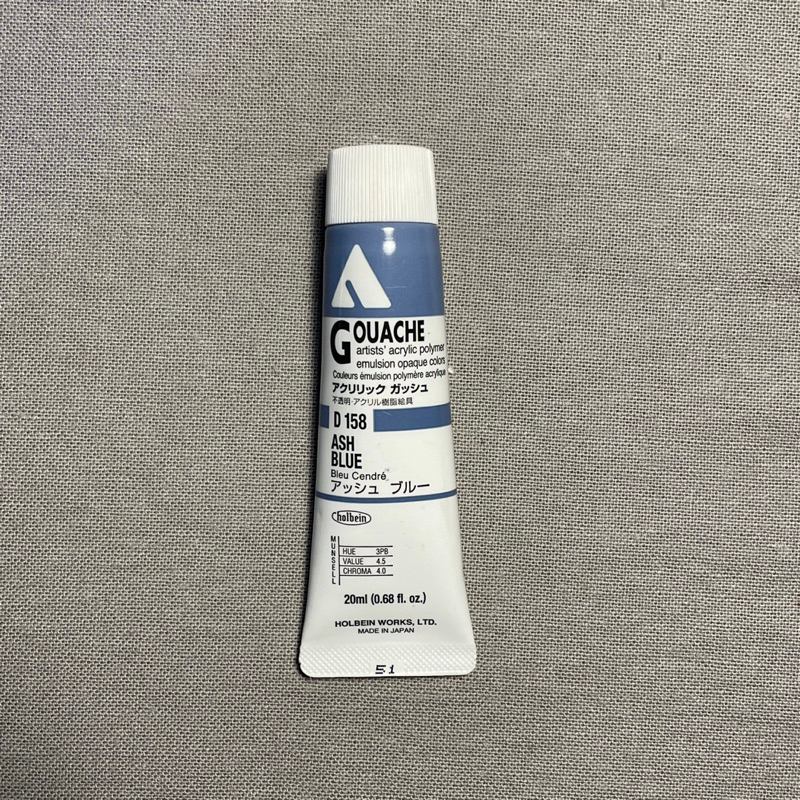 GOUACHE
artists' acrylic polymer
emulsion opaque colors
Couleurs émulsion polymère acrylique
アクリリック ガッシュ
不透明・アクリル樹脂絵具
D 158
ASH
BLUE
Bleu Cendré
アッシュ ブルー
holbein
MUNSELL
HUE 3PB
VALUE 4.5
CHROMA 4.0
20ml (0.68 fl. oz.)
HOLBEIN WORKS, LTD.
MADE IN JAPAN
51